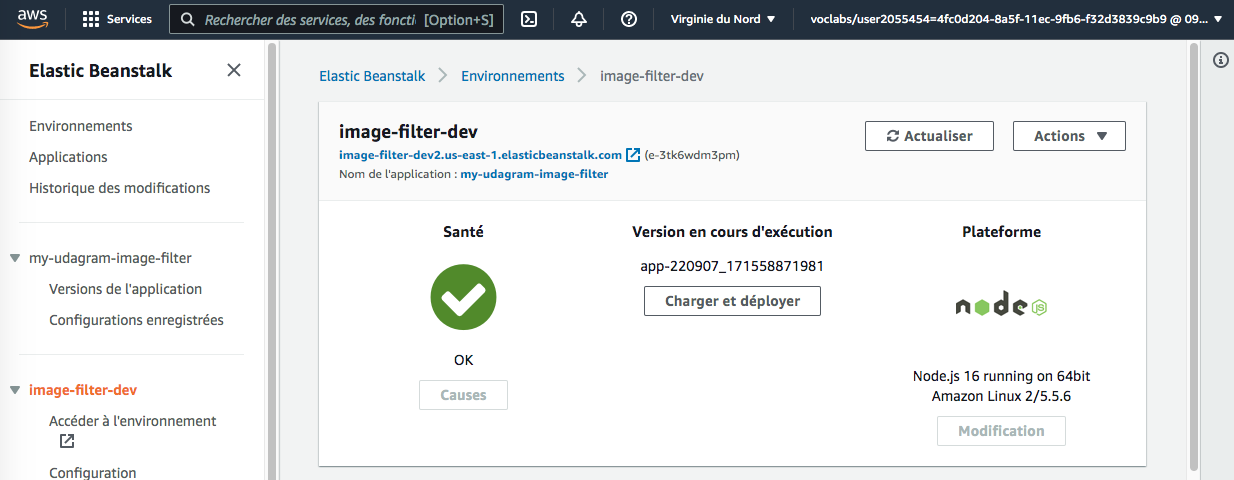 aws
Services
Rechercher des services, des foncti [Option+S]
Virginie du Nord
voclabs/user2055454=4fc0d204-8a5f-11ec-9fb6-f32d3839c9b9 @ 09...
Elastic Beanstalk
Environnements
Applications
Historique des modifications
my-udagram-image-filter
Versions de l'application
Configurations enregistrées
image-filter-dev
Accéder à l'environnement
Configuration
Elastic Beanstalk > Environnements > image-filter-dev
image-filter-dev
image-filter-dev2.us-east-1.elasticbeanstalk.com (e-3tk6wdm3pm)
Nom de l'application : my-udagram-image-filter
Actualiser
Actions
Santé
OK
Causes
Version en cours d'exécution
app-220907_171558871981
Charger et déployer
Plateforme
node JS
Node.js 16 running on 64bit
Amazon Linux 2/5.5.6
Modification